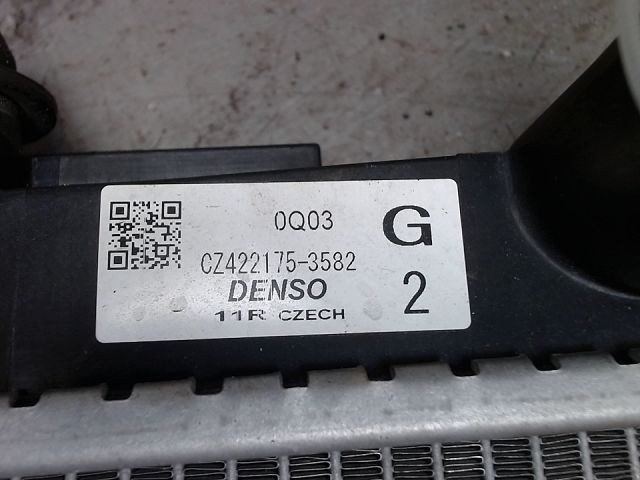 0Q03
G
CZ422175-3582
DENSO
2
11R CZECH